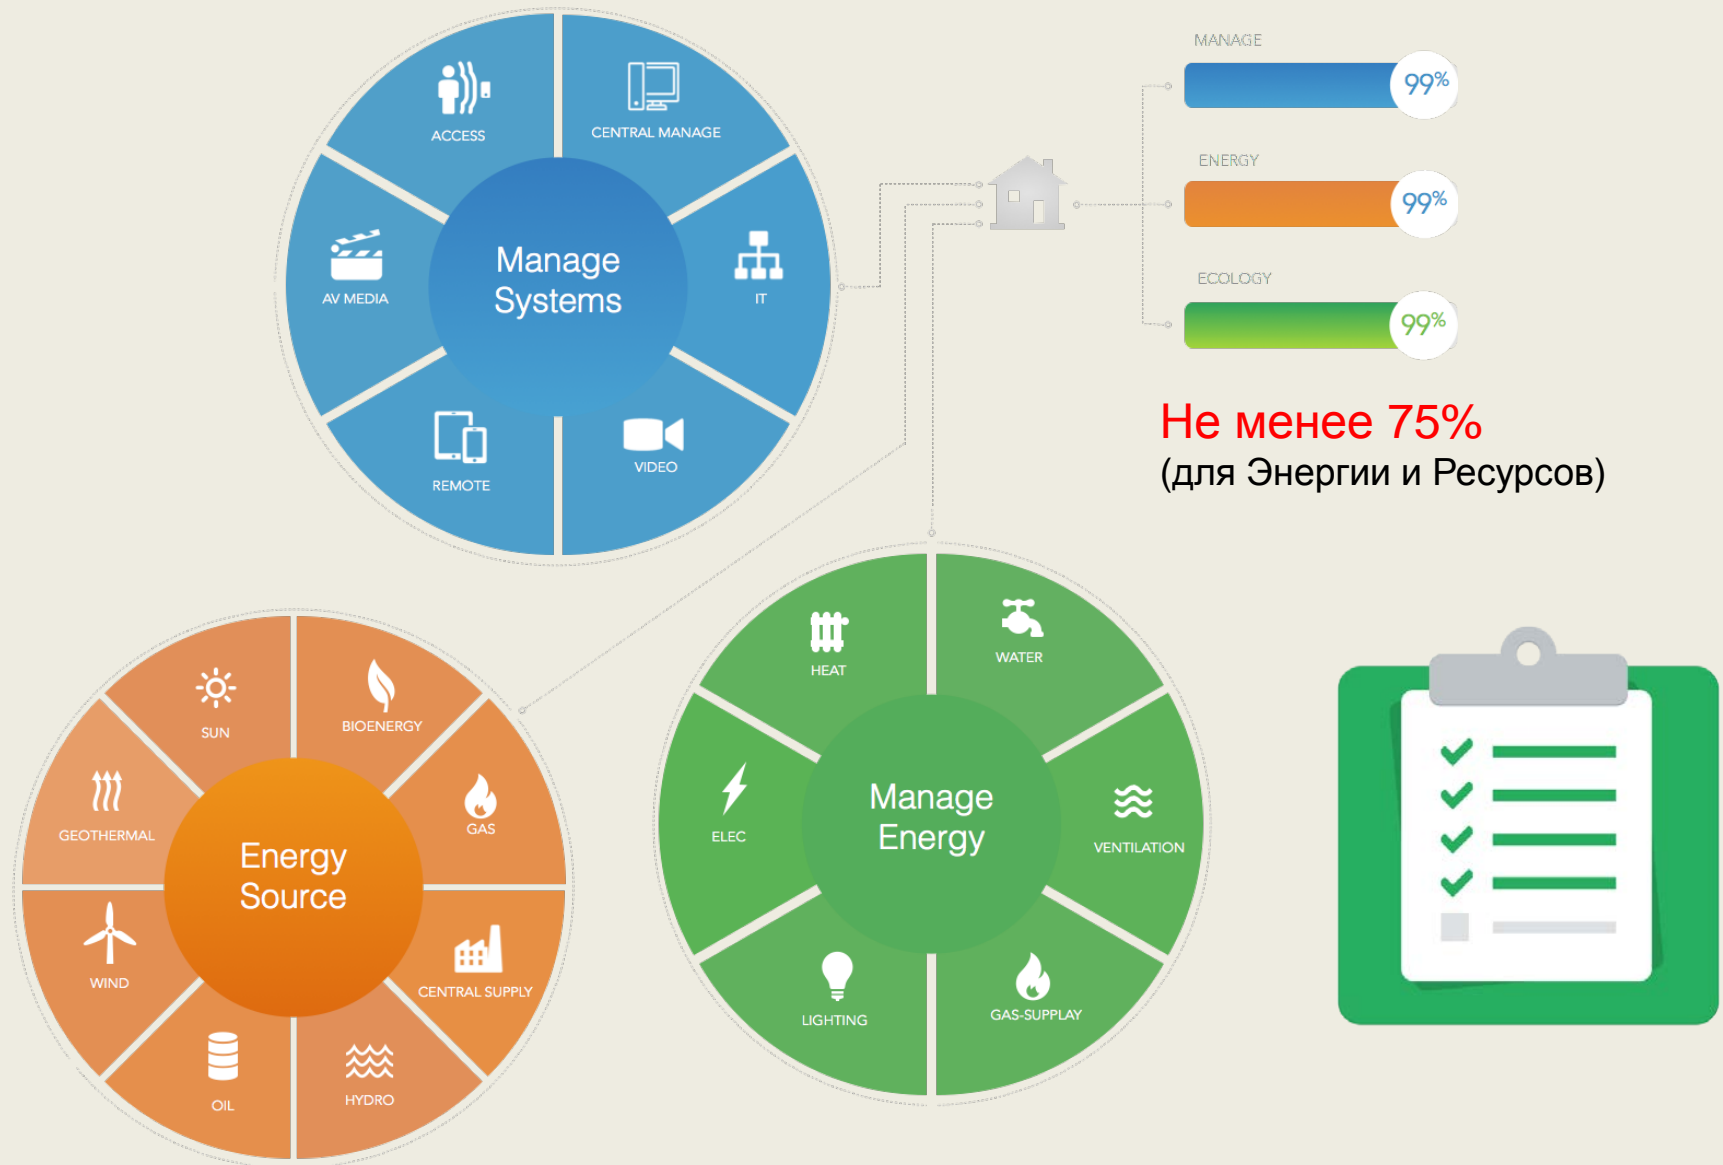 ACCESS
CENTRAL MANAGE
AV MEDIA
Manage
Systems
IT
REMOTE
VIDEO
MANAGE
99%
ENERGY
99%
ECOLOGY
99%
Не менее 75%
(для Энергии и Ресурсов)
SUN
BIOENERGY
GEOTHERMAL
GAS
Energy
Source
WIND
CENTRAL SUPPLY
OIL
HYDRO
HEAT
WATER
ELEC
Manage
Energy
VENTILATION
LIGHTING
GAS-SUPPLAY